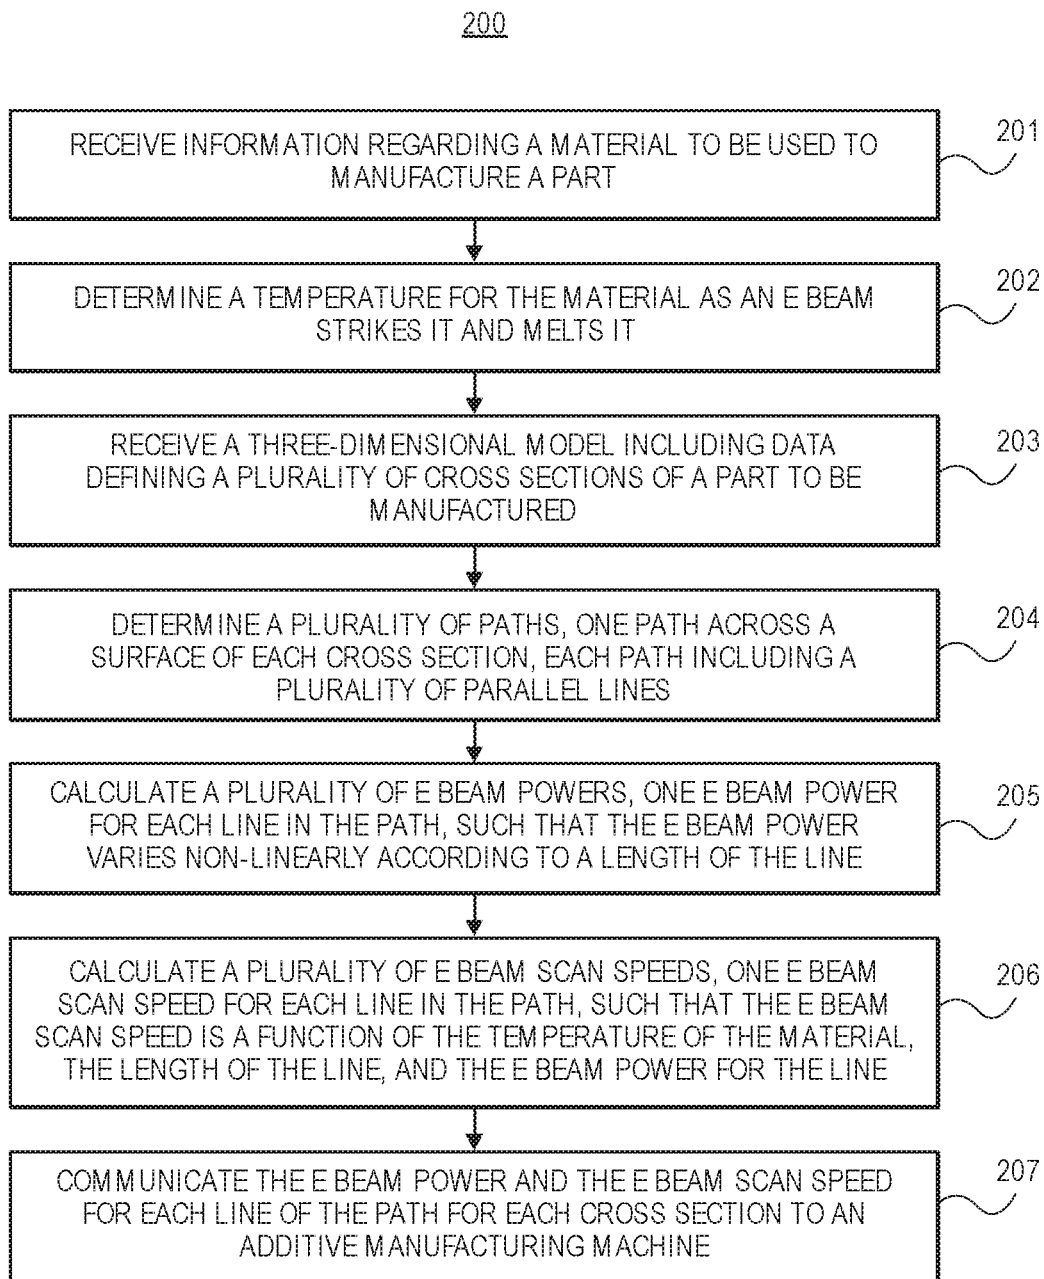 200
RECEIVE INFORMATION REGARDING A MATERIAL TO BE USED TO
MANUFACTURE A PART
201
DETERMINE A TEMPERATURE FOR THE MATERIAL AS AN E BEAM
STRIKES IT AND MELTS IT
202
RECEIVE A THREE-DIMENSIONAL MODEL INCLUDING DATA
DEFINING A PLURALITY OF CROSS SECTIONS OF A PART TO BE
MANUFACTURED
203
DETERMINE A PLURALITY OF PATHS, ONE PATH ACROSS A
SURFACE OF EACH CROSS SECTION, EACH PATH INCLUDING A
PLURALITY OF PARALLEL LINES
204
CALCULATE A PLURALITY OF E BEAM POWERS, ONE E BEAM POWER
FOR EACH LINE IN THE PATH, SUCH THAT THE E BEAM POWER
VARIES NON-LINEARLY ACCORDING TO A LENGTH OF THE LINE
205
CALCULATE A PLURALITY OF E BEAM SCAN SPEEDS, ONE E BEAM
SCAN SPEED FOR EACH LINE IN THE PATH, SUCH THAT THE E BEAM
SCAN SPEED IS A FUNCTION OF THE TEMPERATURE OF THE MATERIAL,
THE LENGTH OF THE LINE, AND THE E BEAM POWER FOR THE LINE
206
COMMUNICATE THE E BEAM POWER AND THE E BEAM SCAN SPEED
FOR EACH LINE OF THE PATH FOR EACH CROSS SECTION TO AN
ADDITIVE MANUFACTURING MACHINE
207